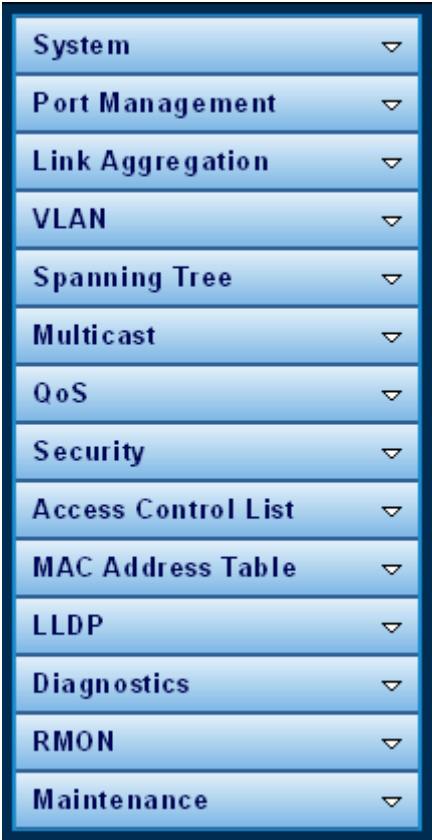 System
Port Management
Link Aggregation
VLAN
Spanning Tree
Multicast
QoS
Security
Access Control List
MAC Address Table
LLDP
Diagnostics
RMON
Maintenance